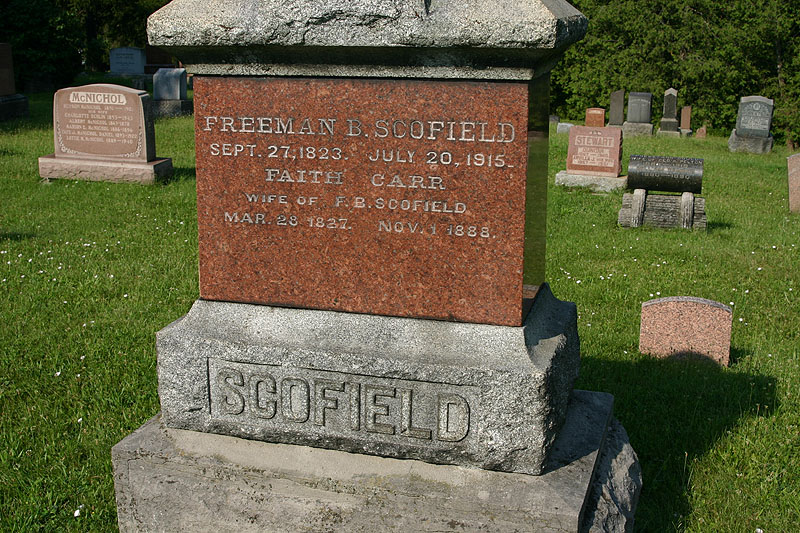 FREEMAN B. SCOFIELD
SEPT. 27, 1823. JULY 20, 1915.
FAITH CARR
WIFE OF F. B. SCOFIELD
MAR. 28 1827. NOV. 1 1888.
SCOFIELD
McNICHOL
STEWART